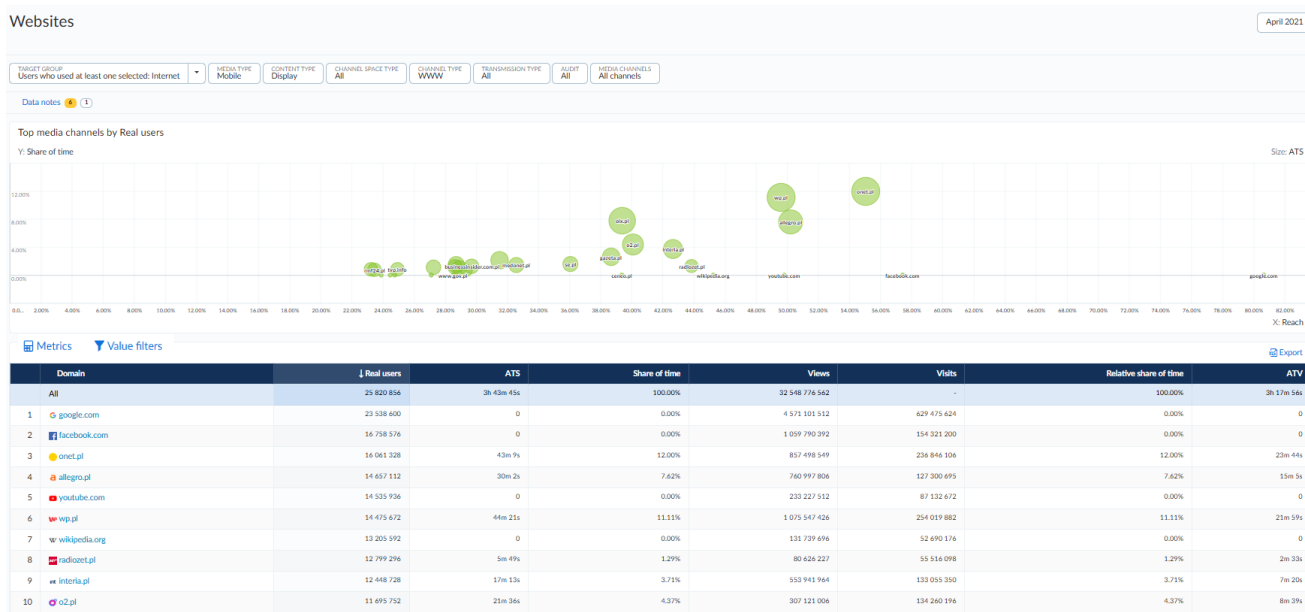 Websites
April 2021
TARGET GROUP
Users who used at least one selected: Internet
MEDIA TYPE
Mobile
CONTENT TYPE
Display
CHANNEL SPACE TYPE
All
CHANNEL TYPE
WWW
TRANSMISSION TYPE
All
AUDIT
All
MEDIA CHANNELS
All channels
Data notes 6 1
Top media channels by Real users
Y: Share of time Size: ATS
12.00%
8.00%
4.00%
0.00%
onet.pl
wp.pl
allegro.pl
olx.pl
o2.pl
interia.pl
gazeta.pl
se.pl
radiozet.pl
medonet.pl
businessinsider.com.pl
tvp.info
www.gov.pl
ceneo.pl
wikipedia.org
youtube.com
facebook.com
google.com
0.0... 2.00% 4.00% 6.00% 8.00% 10.00% 12.00% 14.00% 16.00% 18.00% 20.00% 22.00% 24.00% 26.00% 28.00% 30.00% 32.00% 34.00% 36.00% 38.00% 40.00% 42.00% 44.00% 46.00% 48.00% 50.00% 52.00% 54.00% 56.00% 58.00% 60.00% 62.00% 64.00% 66.00% 68.00% 70.00% 72.00% 74.00% 76.00% 78.00% 80.00% 82.00%
X: Reach
Metrics Value filters
Export
Domain ↓ Real users ATS Share of time Views Visits Relative share of time ATV
All 25 820 856 3h 43m 45s 100.00% 32 548 776 562 - 100.00% 3h 17m 56s
1 google.com 23 538 600 0 0.00% 4 571 101 512 629 475 624 0.00% 0
2 facebook.com 16 758 576 0 0.00% 1 059 790 392 154 321 200 0.00% 0
3 onet.pl 16 061 328 43m 9s 12.00% 857 498 549 236 846 106 12.00% 23m 44s
4 allegro.pl 14 657 112 30m 2s 7.62% 760 997 806 127 300 695 7.62% 15m 5s
5 youtube.com 14 535 936 0 0.00% 233 227 512 87 132 672 0.00% 0
6 wp.pl 14 475 672 44m 21s 11.11% 1 075 547 426 254 019 882 11.11% 21m 59s
7 wikipedia.org 13 205 592 0 0.00% 131 739 696 52 690 176 0.00% 0
8 radiozet.pl 12 799 296 5m 49s 1.29% 80 626 227 55 516 098 1.29% 2m 33s
9 interia.pl 12 448 728 17m 13s 3.71% 553 941 964 133 055 350 3.71% 7m 20s
10 o2.pl 11 695 752 21m 36s 4.37% 307 121 006 134 260 196 4.37% 8m 39s